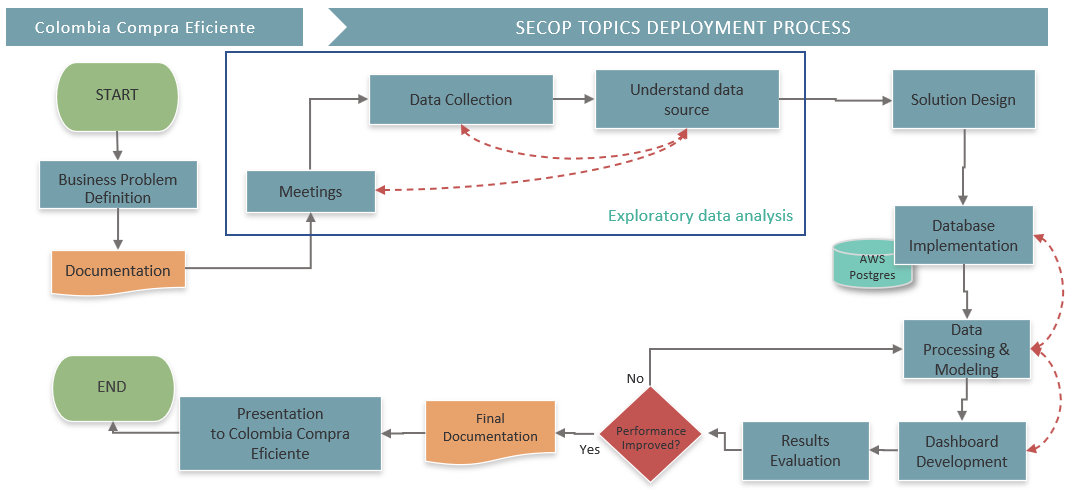 Colombia Compra Eficiente
SECOP TOPICS DEPLOYMENT PROCESS
START
Business Problem
Definition
Documentation
Meetings
Data Collection
Understand data
source
Exploratory data analysis
Solution Design
Database
Implementation
AWS
Postgres
Data
Processing &
Modeling
Dashboard
Development
Results
Evaluation
Performance
Improved?
No
Yes
Final
Documentation
Presentation
to Colombia Compra
Eficiente
END